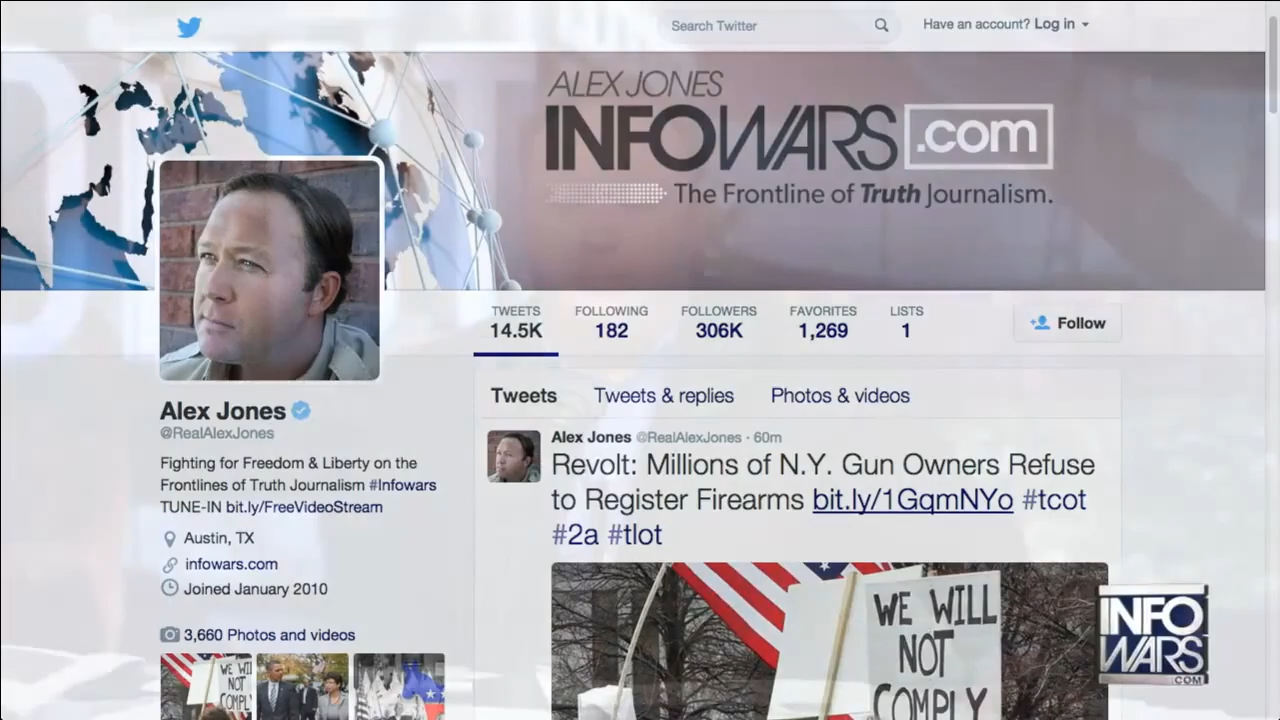 Search Twitter
Have an account? Log in
ALEX JONES
INFOWARS.com
The Frontline of Truth Journalism.
TWEETS FOLLOWING FOLLOWERS FAVORITES LISTS
14.5K 182 306K 1,269 1
Follow
Alex Jones
@RealAlexJones
Fighting for Freedom & Liberty on the
Frontlines of Truth Journalism #Infowars
TUNE-IN bit.ly/FreeVideoStream
Austin, TX
infowars.com
Joined January 2010
3,660 Photos and videos
WE WILL
NOT
COMPLY
Tweets Tweets & replies Photos & videos
Alex Jones @RealAlexJones · 60m
Revolt: Millions of N.Y. Gun Owners Refuse
to Register Firearms bit.ly/1GqmNYo #tcot
#2a #tlot
WE WILL
NOT
COMPLY
INFO
WARS
.COM